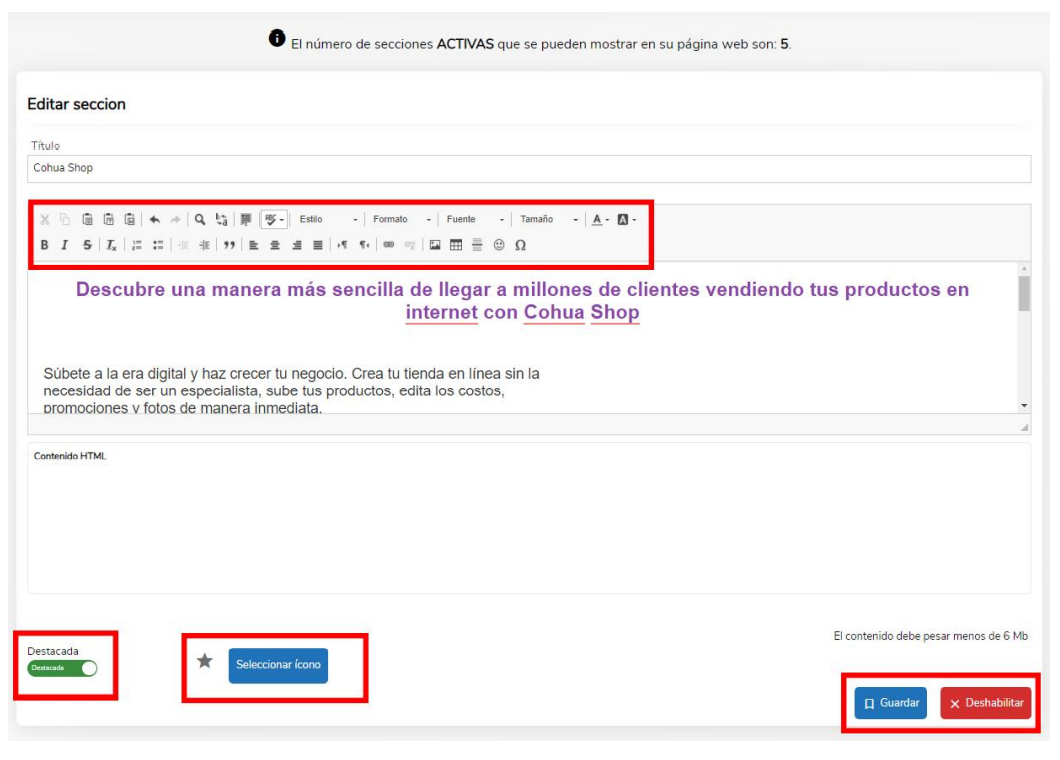 El número de secciones ACTIVAS que se pueden mostrar en su página web son: 5.
Editar seccion
Título
Cohua Shop
Estilo Formato Fuente Tamaño A A
B I S Ix Ω
Descubre una manera más sencilla de llegar a millones de clientes vendiendo tus productos en
internet con Cohua Shop
Súbete a la era digital y haz crecer tu negocio. Crea tu tienda en línea sin la
necesidad de ser un especialista, sube tus productos, edita los costos,
promociones y fotos de manera inmediata.
Contenido HTML
El contenido debe pesar menos de 6 Mb
Destacada
Destacada
Seleccionar ícono
Guardar
Deshabilitar